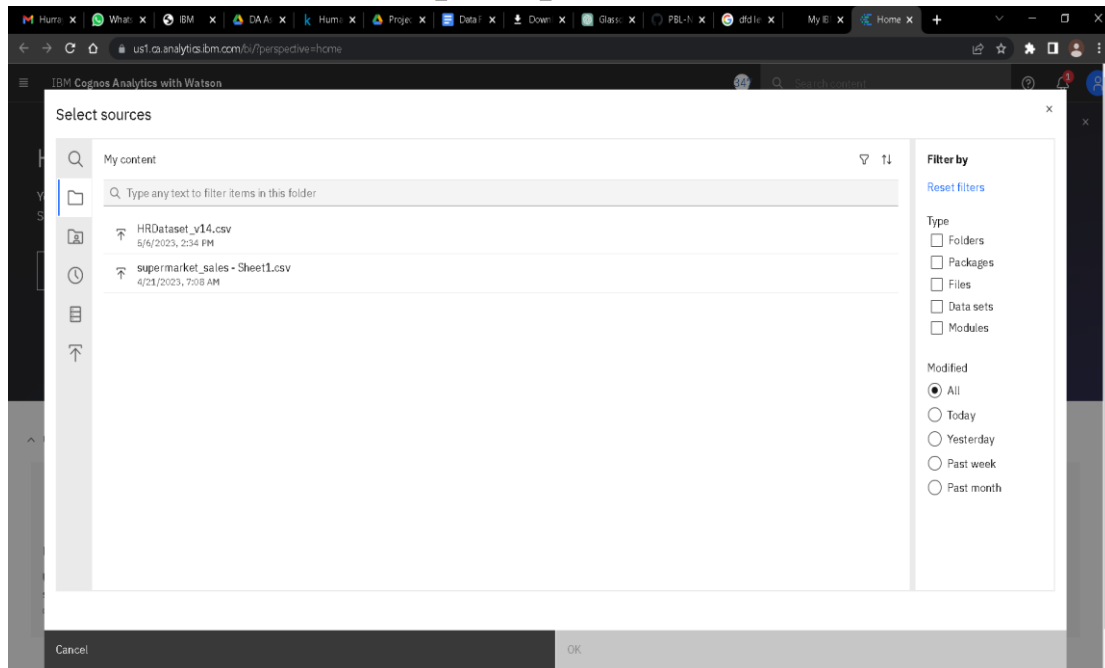 Hurra
What
IBM
DA A
k Hum
Projec
Data F
Down
Glass
PBL-N
dfd le
My IB
Home
us1.ca.analytics.ibm.com/bi/?perspective=home
IBM Cognos Analytics with Watson
Search content
1
Select sources
My content
Filter by
Type any text to filter items in this folder
Reset filters
HRDataset_v14.csv
5/6/2023, 2:34 PM
supermarket_sales - Sheet1.csv
4/21/2023, 7:08 AM
Type
Folders
Packages
Files
Data sets
Modules
Modified
All
Today
Yesterday
Past week
Past month
Cancel
OK